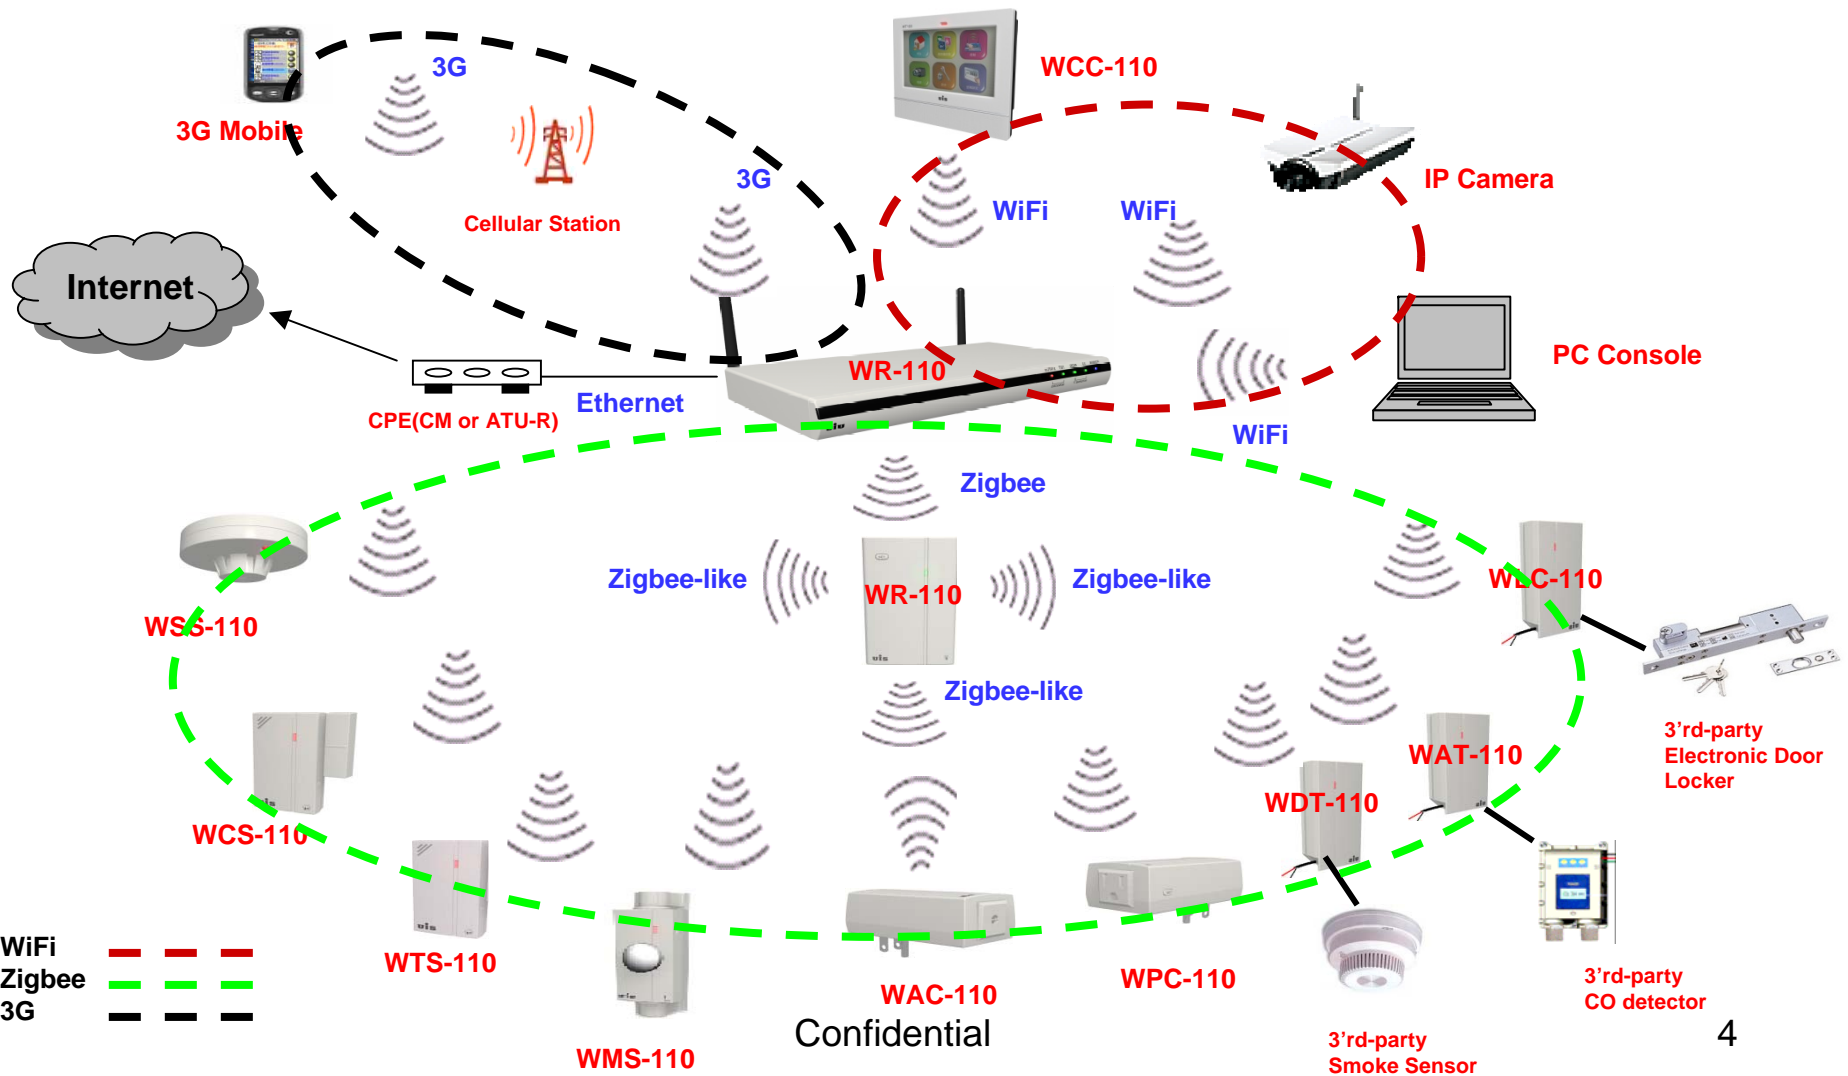 3G
WCC-110
3G Mobile
3G
IP Camera
Cellular Station
WiFi
WiFi
Internet
PC Console
WR-110
Ethernet
CPE(CM or ATU-R)
WiFi
Zigbee
Zigbee-like
Zigbee-like
WLC-110
WR-110
WSS-110
Zigbee-like
3'rd-party
Electronic Door
Locker
WAT-110
WDT-110
WCS-110
WiFi
Zigbee
3G
WTS-110
WAC-110
WPC-110
3'rd-party
CO detector
WMS-110
Confidential
3'rd-party
Smoke Sensor
4